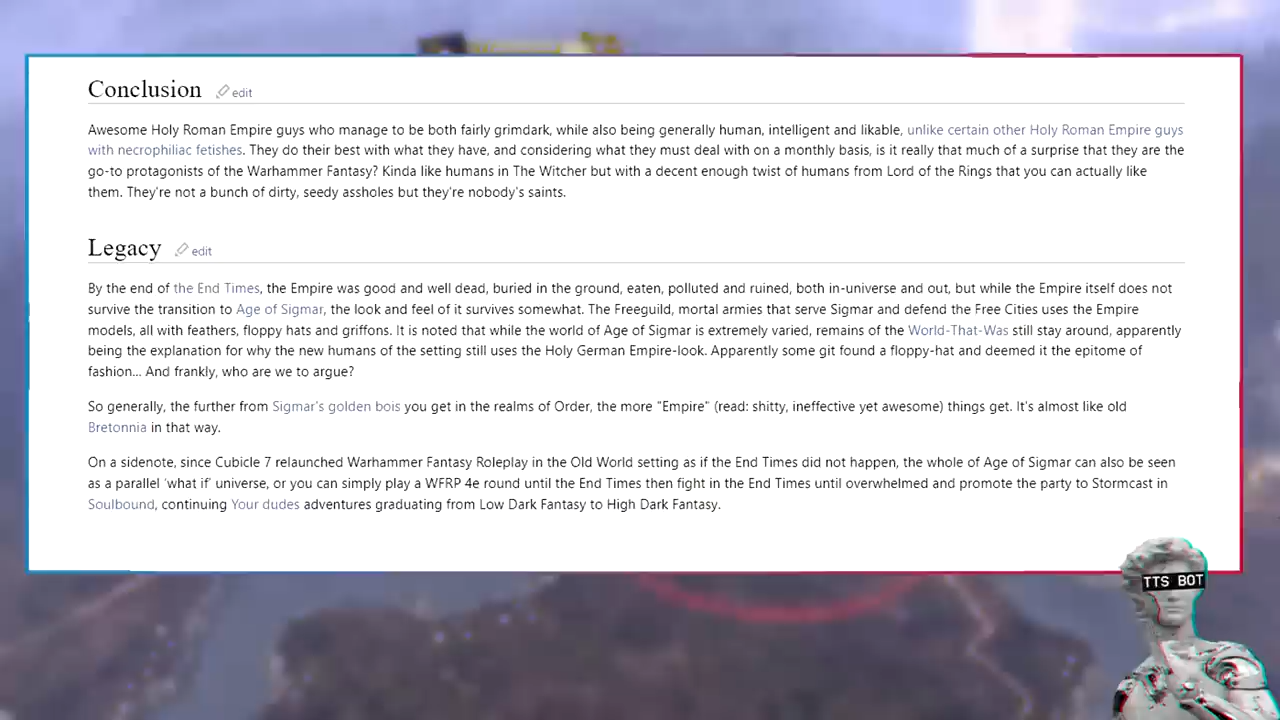 Conclusion edit
Awesome Holy Roman Empire guys who manage to be both fairly grimdark, while also being generally human, intelligent and likable, unlike certain other Holy Roman Empire guys
with necrophiliac fetishes. They do their best with what they have, and considering what they must deal with on a monthly basis, is it really that much of a surprise that they are the
go-to protagonists of the Warhammer Fantasy? Kinda like humans in The Witcher but with a decent enough twist of humans from Lord of the Rings that you can actually like
them. They're not a bunch of dirty, seedy assholes but they're nobody's saints.
Legacy edit
By the end of the End Times, the Empire was good and well dead, buried in the ground, eaten, polluted and ruined, both in-universe and out, but while the Empire itself does not
survive the transition to Age of Sigmar, the look and feel of it survives somewhat. The Freeguild, mortal armies that serve Sigmar and defend the Free Cities uses the Empire
models, all with feathers, floppy hats and griffons. It is noted that while the world of Age of Sigmar is extremely varied, remains of the World-That-Was still stay around, apparently
being the explanation for why the new humans of the setting still uses the Holy German Empire-look. Apparently some git found a floppy-hat and deemed it the epitome of
fashion... And frankly, who are we to argue?
So generally, the further from Sigmar's golden bois you get in the realms of Order, the more "Empire" (read: shitty, ineffective yet awesome) things get. It's almost like old
Bretonnia in that way.
On a sidenote, since Cubicle 7 relaunched Warhammer Fantasy Roleplay in the Old World setting as if the End Times did not happen, the whole of Age of Sigmar can also be seen
as a parallel 'what if' universe, or you can simply play a WFRP 4e round until the End Times then fight in the End Times until overwhelmed and promote the party to Stormcast in
Soulbound, continuing Your dudes adventures graduating from Low Dark Fantasy to High Dark Fantasy.
TTS BOT